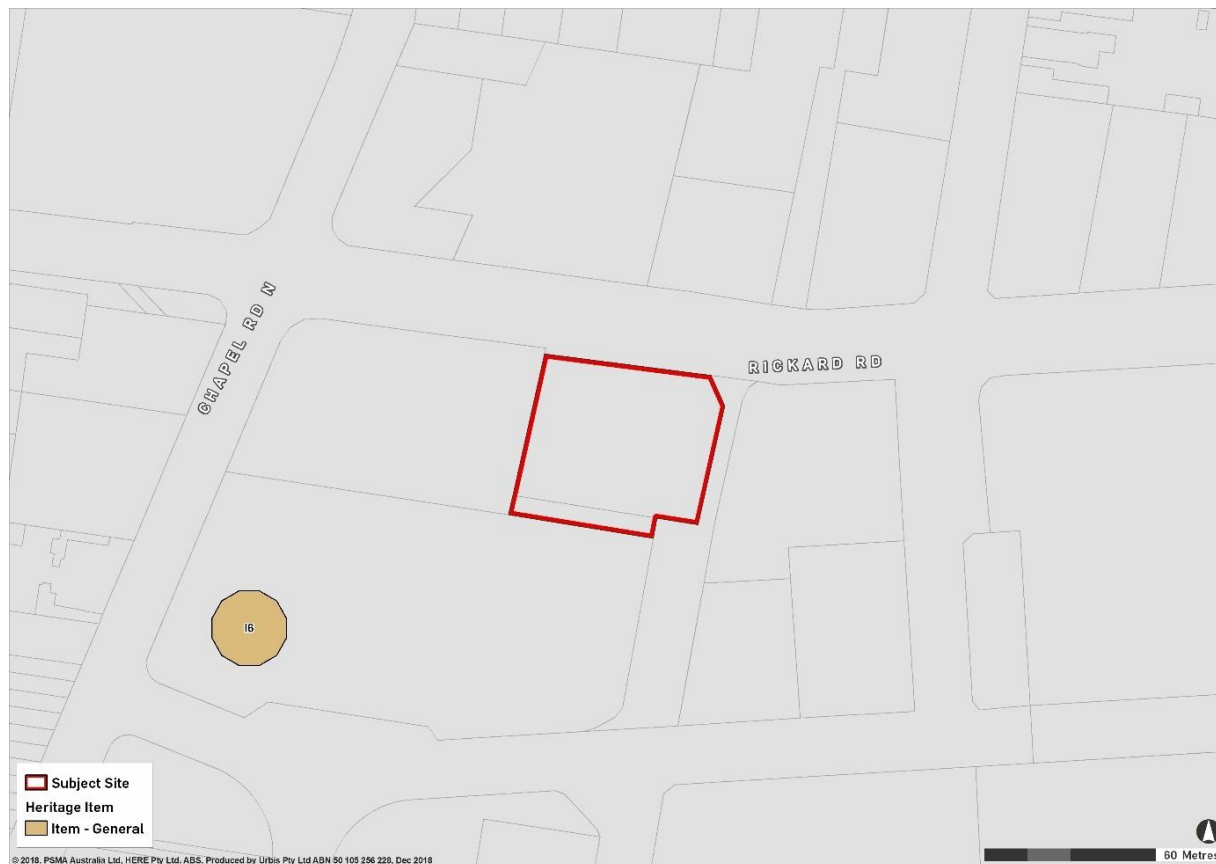 CHAPEL RD N
RICKARD RD
I6
Subject Site
Heritage Item
Item - General
© 2018. PSMA Australia Ltd, HERE Pty Ltd. ABS. Produced by Urbis Pty Ltd ABN 50 105 256 228, Dec 2018
60 Metres